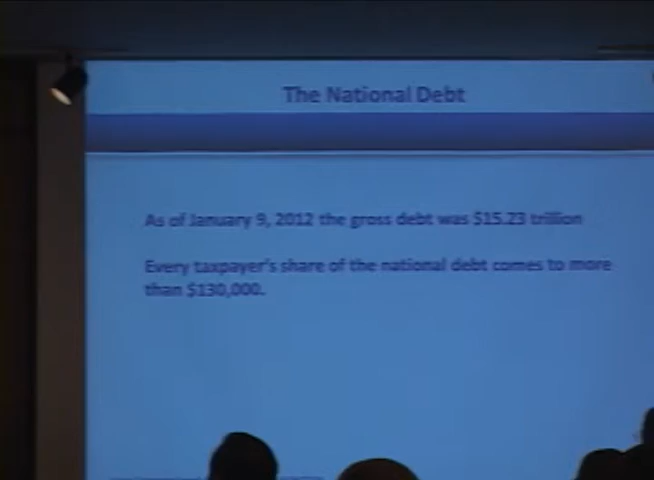 The National Debt
As of January 9, 2012 the gross debt was $15.23 trillion
Every taxpayer's share of the national debt comes to more
than $130,000.